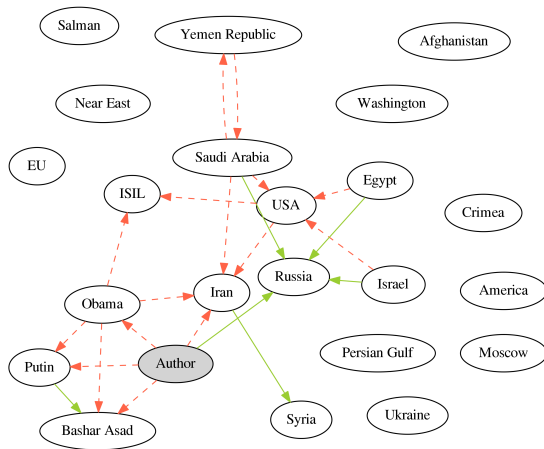 Salman
Yemen Republic
Afghanistan
Near East
Washington
Saudi Arabia
EU
ISIL
USA
Egypt
Crimea
Russia
Iran
Israel
America
Obama
Persian Gulf
Moscow
Putin
Author
Syria
Ukraine
Bashar Asad